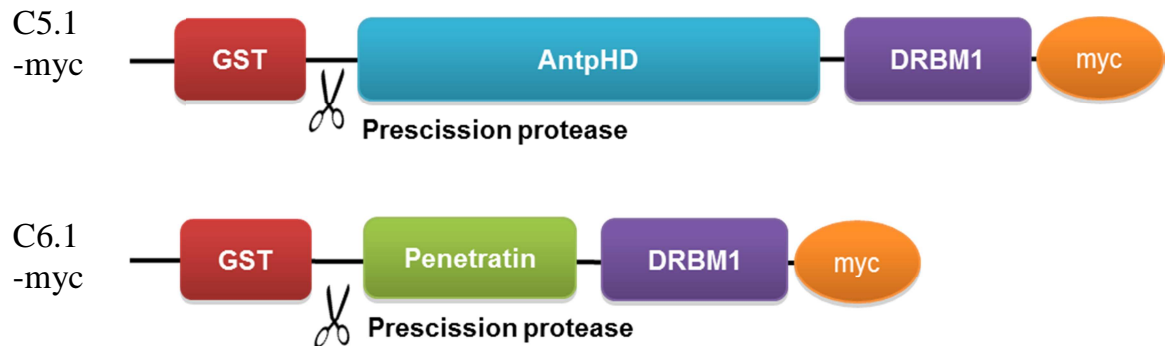 C5.1
-myc
GST
AntpHD
DRBM1
myc
Prescission protease
C6.1
-myc
GST
Penetratin
DRBM1
myc
Prescission protease